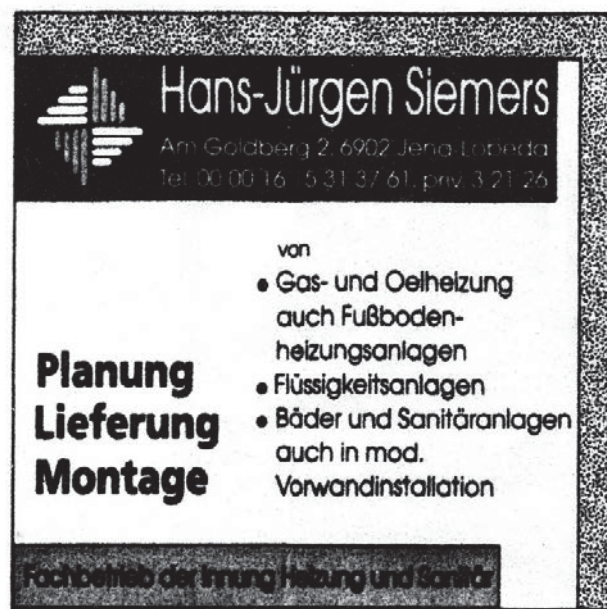 Hans-Jürgen Siemers
Am Goldberg 2, 6902 Jena-Lobeda
Tel. 00 00 16 / 5 31 37 61, priv. 3 21 26
von
• Gas- und Oelheizung
auch Fußboden-
heizungsanlagen
• Flüssigkeitsanlagen
• Bäder und Sanitäranlagen
auch in mod.
Vorwandinstallation
Planung
Lieferung
Montage
Fachbetrieb der Innung Heizung und Sanitär